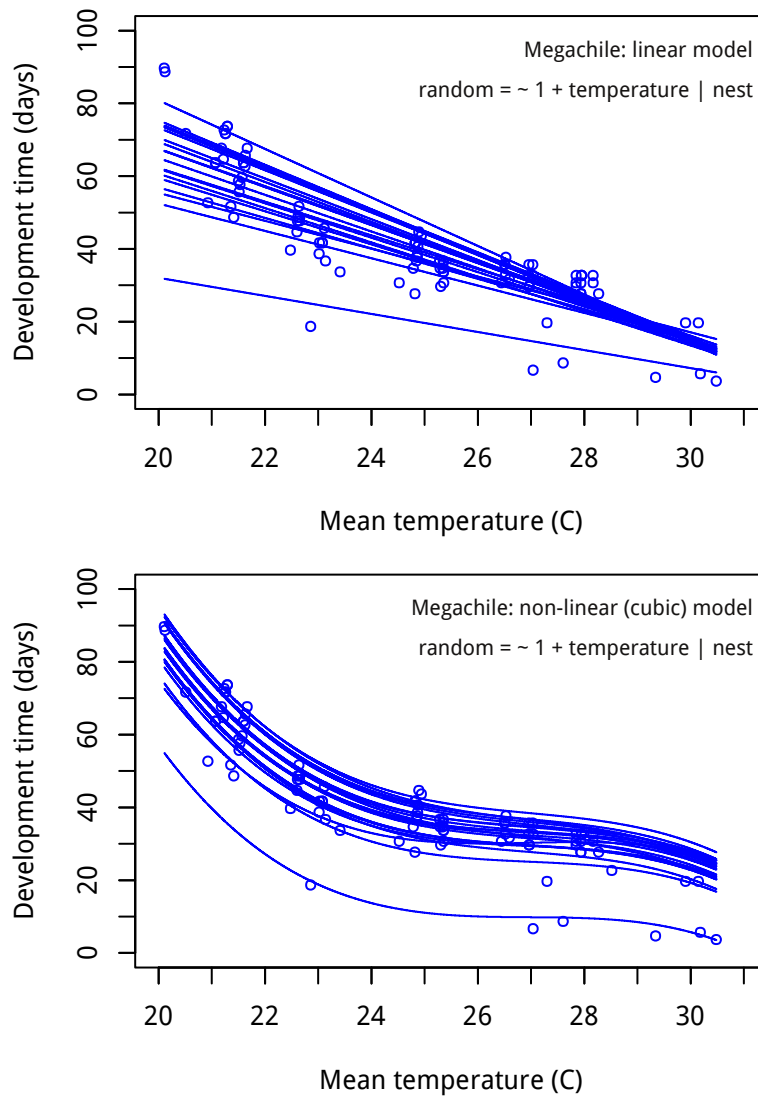 Megachile: linear model
random = ~ 1 + temperature | nest
Development time (days)
100
80
60
40
20
0
20 22 24 26 28 30
Mean temperature (C)
Megachile: non-linear (cubic) model
random = ~ 1 + temperature | nest
Development time (days)
100
80
60
40
20
0
20 22 24 26 28 30
Mean temperature (C)